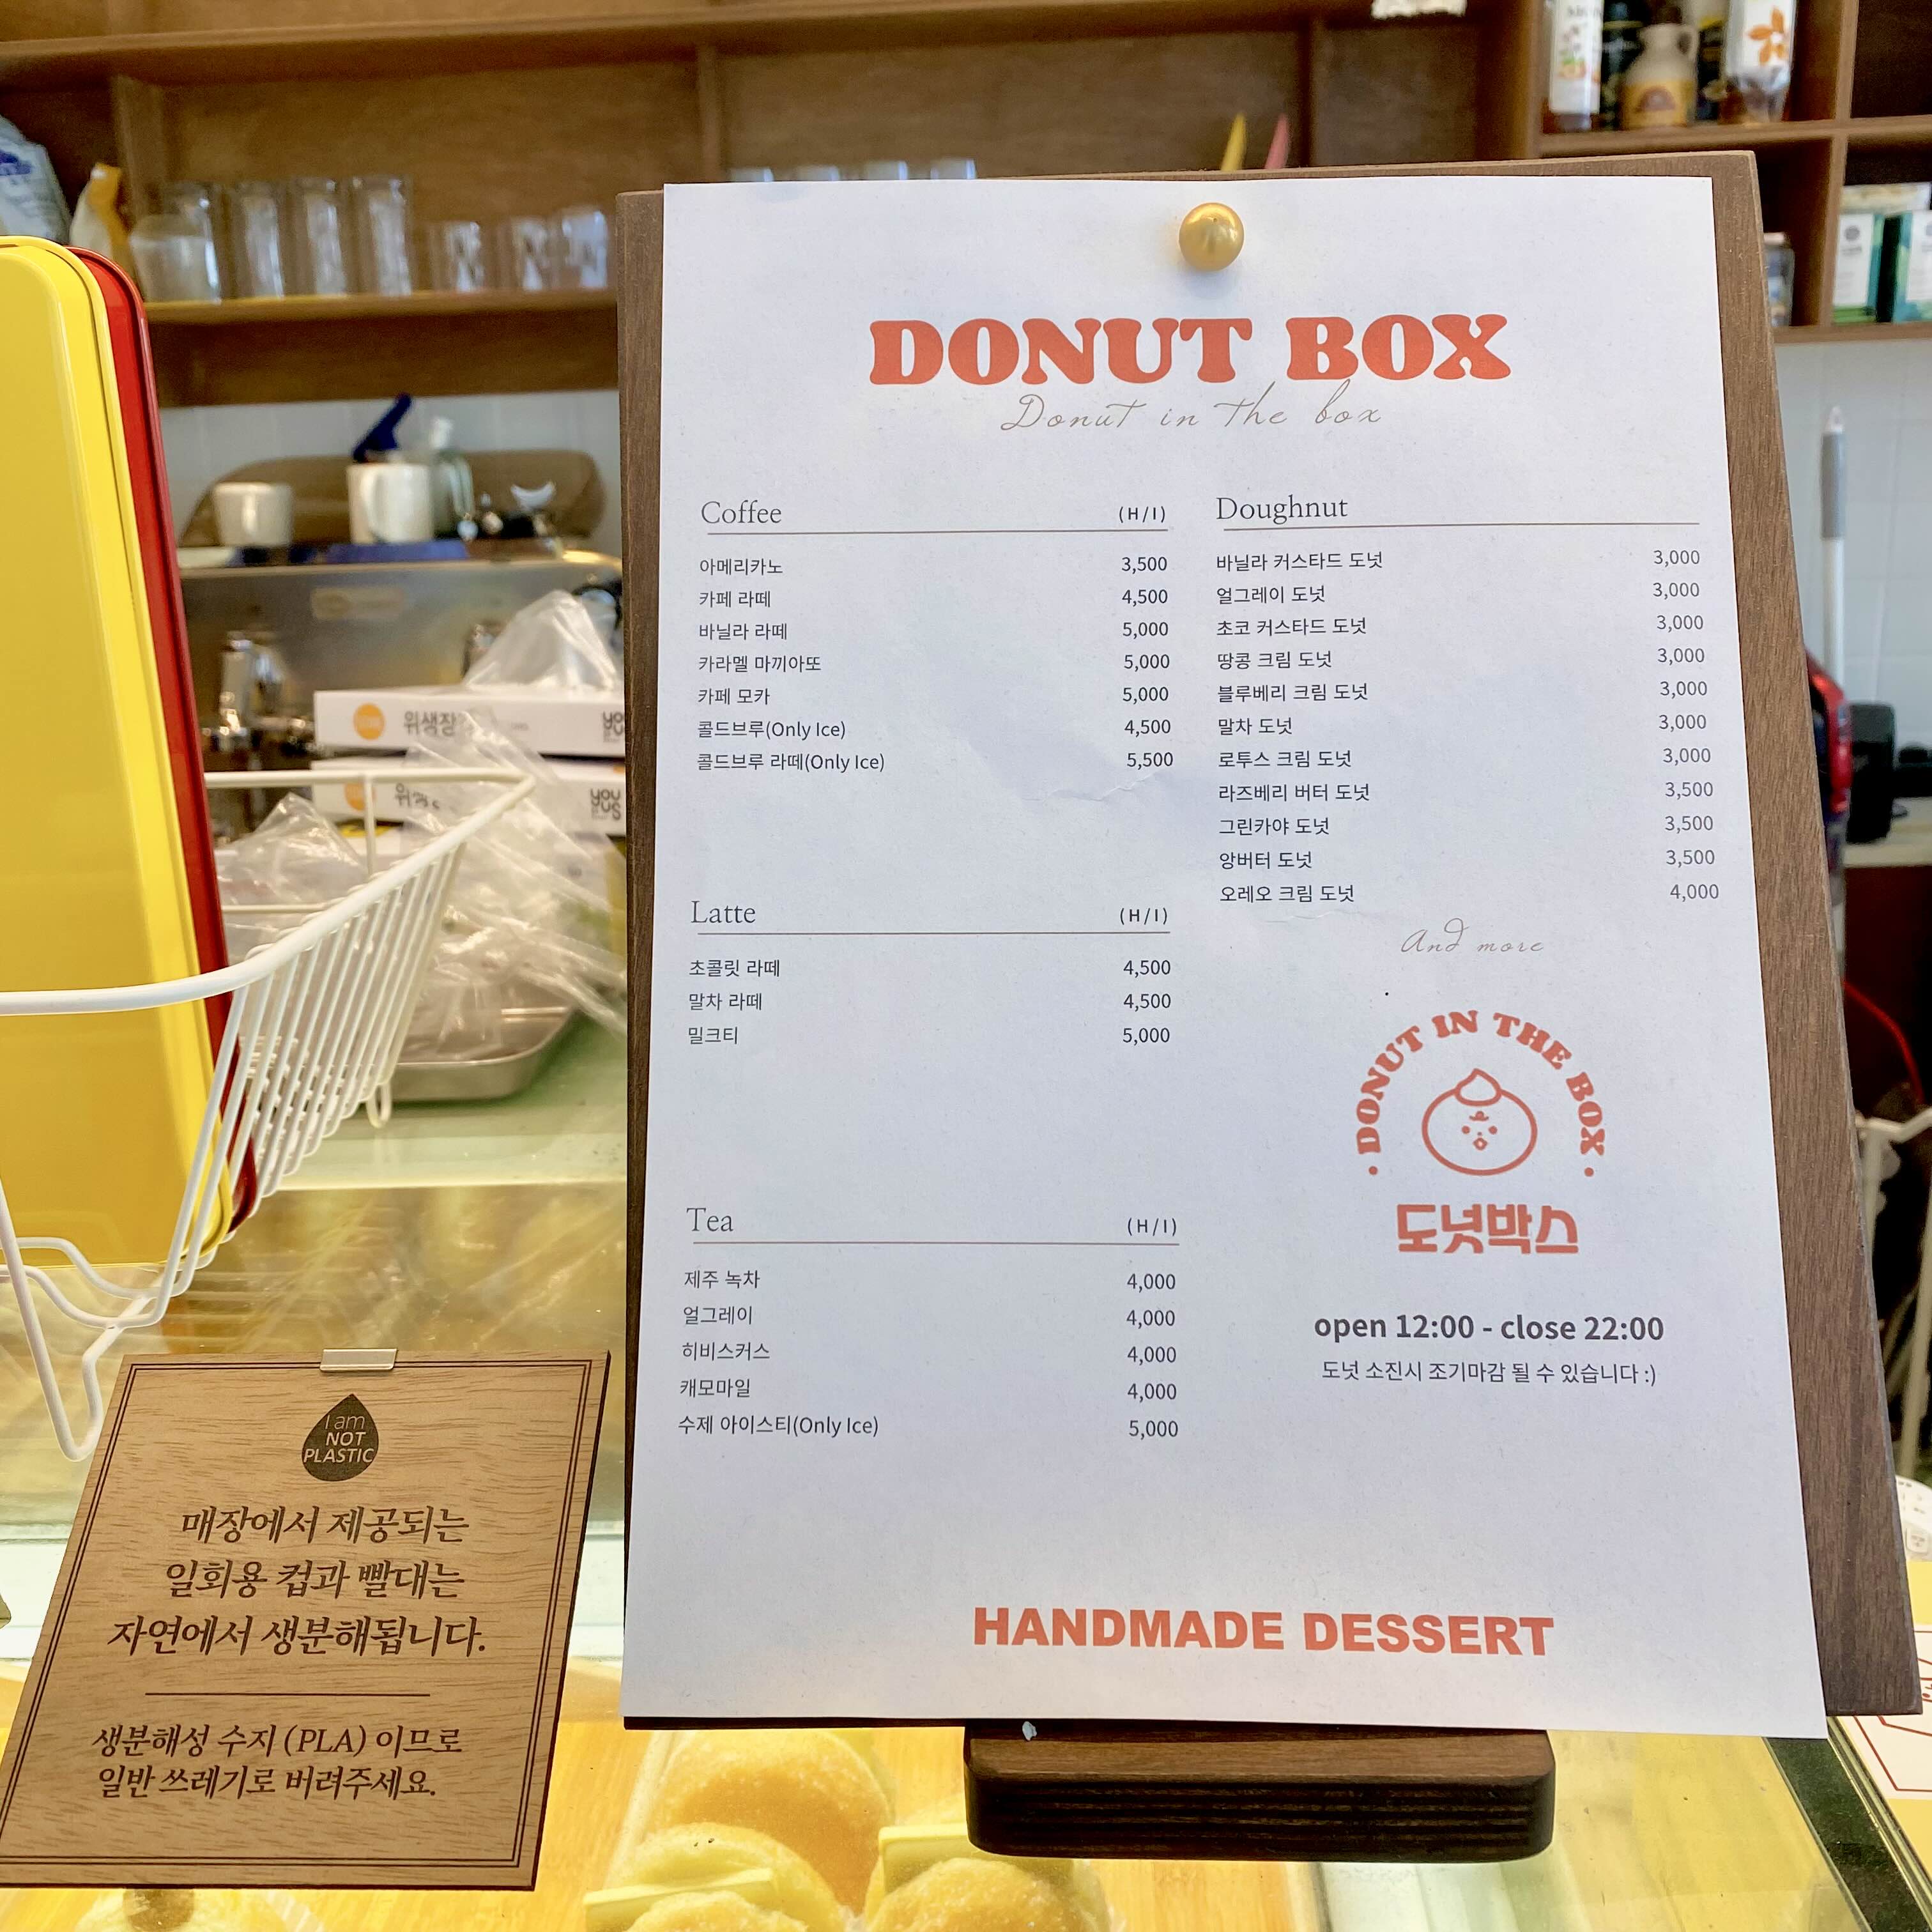 DONUT BOX
Donut in the box
Coffee (H/I)
아메리카노 3,500
카페 라떼 4,500
바닐라 라떼 5,000
카라멜 마끼아또 5,000
카페 모카 5,000
콜드브루(Only Ice) 4,500
콜드브루 라떼(Only Ice) 5,500
Latte (H/I)
초콜릿 라떼 4,500
말차 라떼 4,500
밀크티 5,000
Tea (H/I)
제주 녹차 4,000
얼그레이 4,000
히비스커스 4,000
캐모마일 4,000
수제 아이스티(Only Ice) 5,000
Doughnut
바닐라 커스타드 도넛 3,000
얼그레이 도넛 3,000
초코 커스타드 도넛 3,000
땅콩 크림 도넛 3,000
블루베리 크림 도넛 3,000
말차 도넛 3,000
로투스 크림 도넛 3,000
라즈베리 버터 도넛 3,500
그린카야 도넛 3,500
앙버터 도넛 3,500
오레오 크림 도넛 4,000
And more
· DONUT IN THE BOX ·
도넛박스
open 12:00 - close 22:00
도넛 소진시 조기마감 될 수 있습니다 :)
HANDMADE DESSERT
I am
NOT
PLASTIC
매장에서 제공되는
일회용 컵과 빨대는
자연에서 생분해됩니다.
생분해성 수지 (PLA) 이므로
일반 쓰레기로 버려주세요.